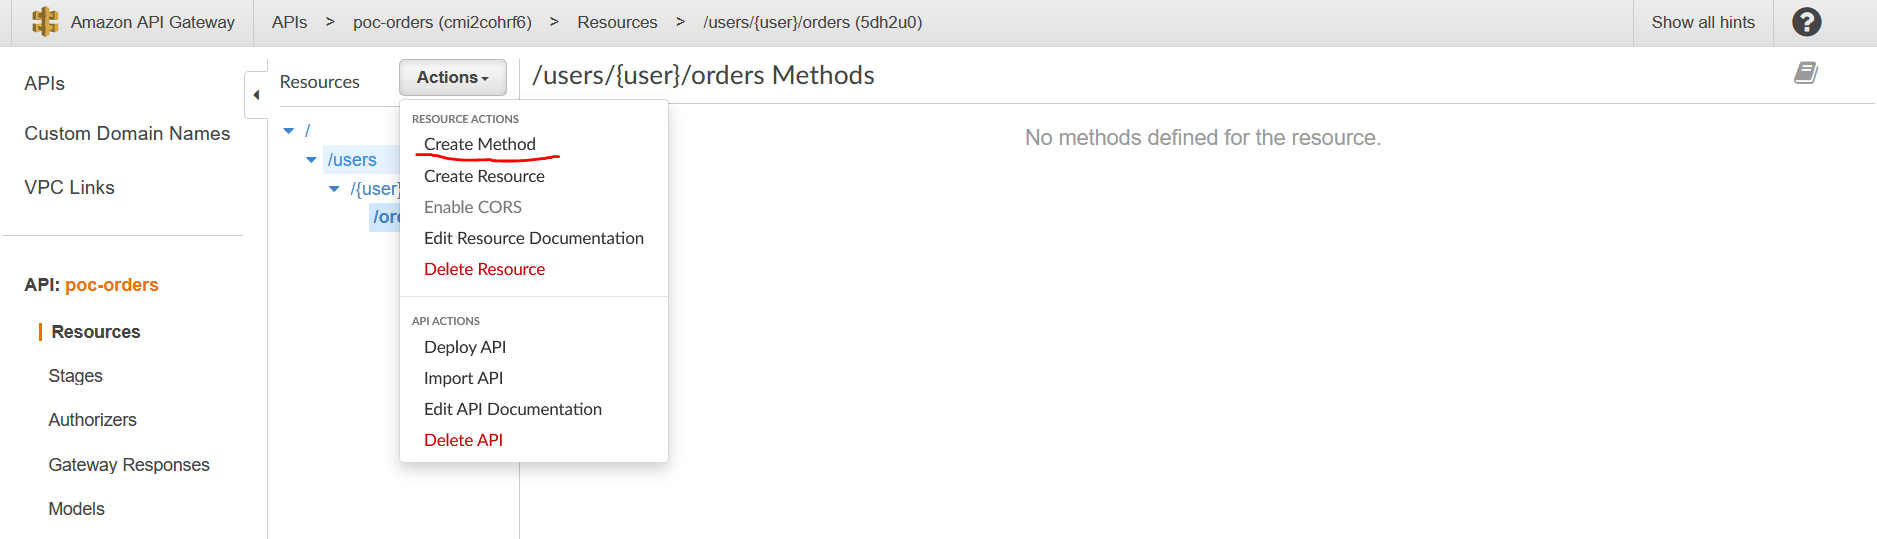 Amazon API Gateway APIs > poc-orders (cmi2cohrf6) > Resources > /users/{user}/orders (5dh2u0) Show all hints ?
APIs
Custom Domain Names
VPC Links
API: poc-orders
Resources
Stages
Authorizers
Gateway Responses
Models
Resources
Actions
/
/users
/{user}
RESOURCE ACTIONS
Create Method
Create Resource
Enable CORS
Edit Resource Documentation
Delete Resource
API ACTIONS
Deploy API
Import API
Edit API Documentation
Delete API
/users/{user}/orders Methods
No methods defined for the resource.